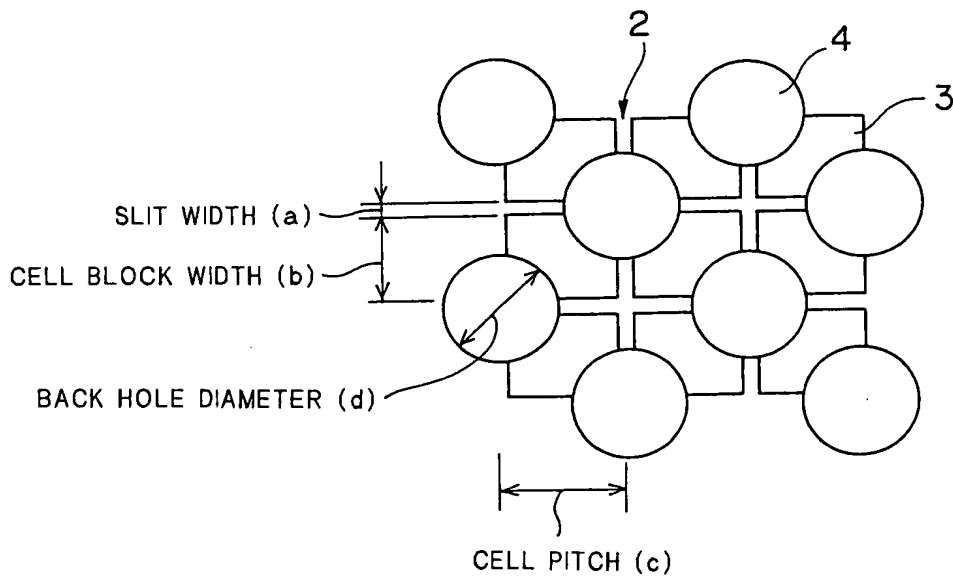 2
4
3
SLIT WIDTH (a)
CELL BLOCK WIDTH (b)
BACK HOLE DIAMETER (d)
CELL PITCH (c)